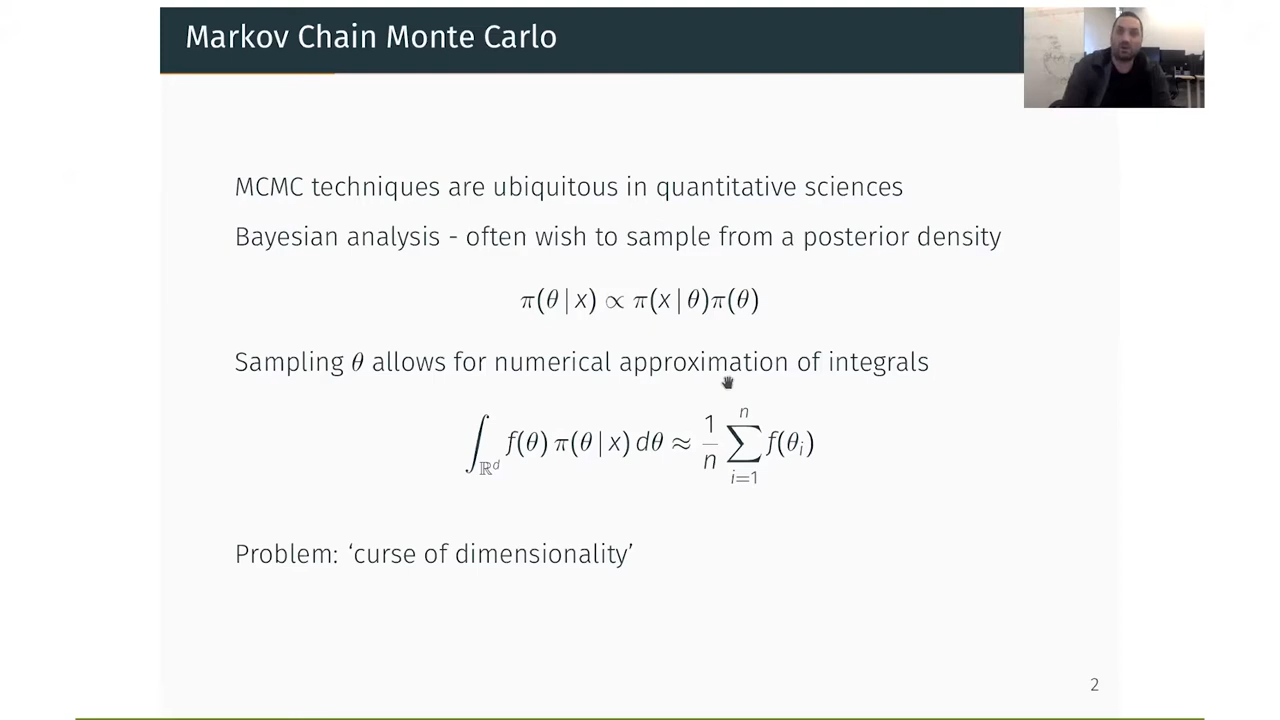 Markov Chain Monte Carlo
MCMC techniques are ubiquitous in quantitative sciences
Bayesian analysis - often wish to sample from a posterior density
π(θ | x) ∝ π(x | θ)π(θ)
Sampling θ allows for numerical approximation of integrals
∫_{ℝ^d} f(θ) π(θ | x) dθ ≈ \frac{1}{n} ∑_{i=1}^{n} f(θ_i)
Problem: ‘curse of dimensionality’
2